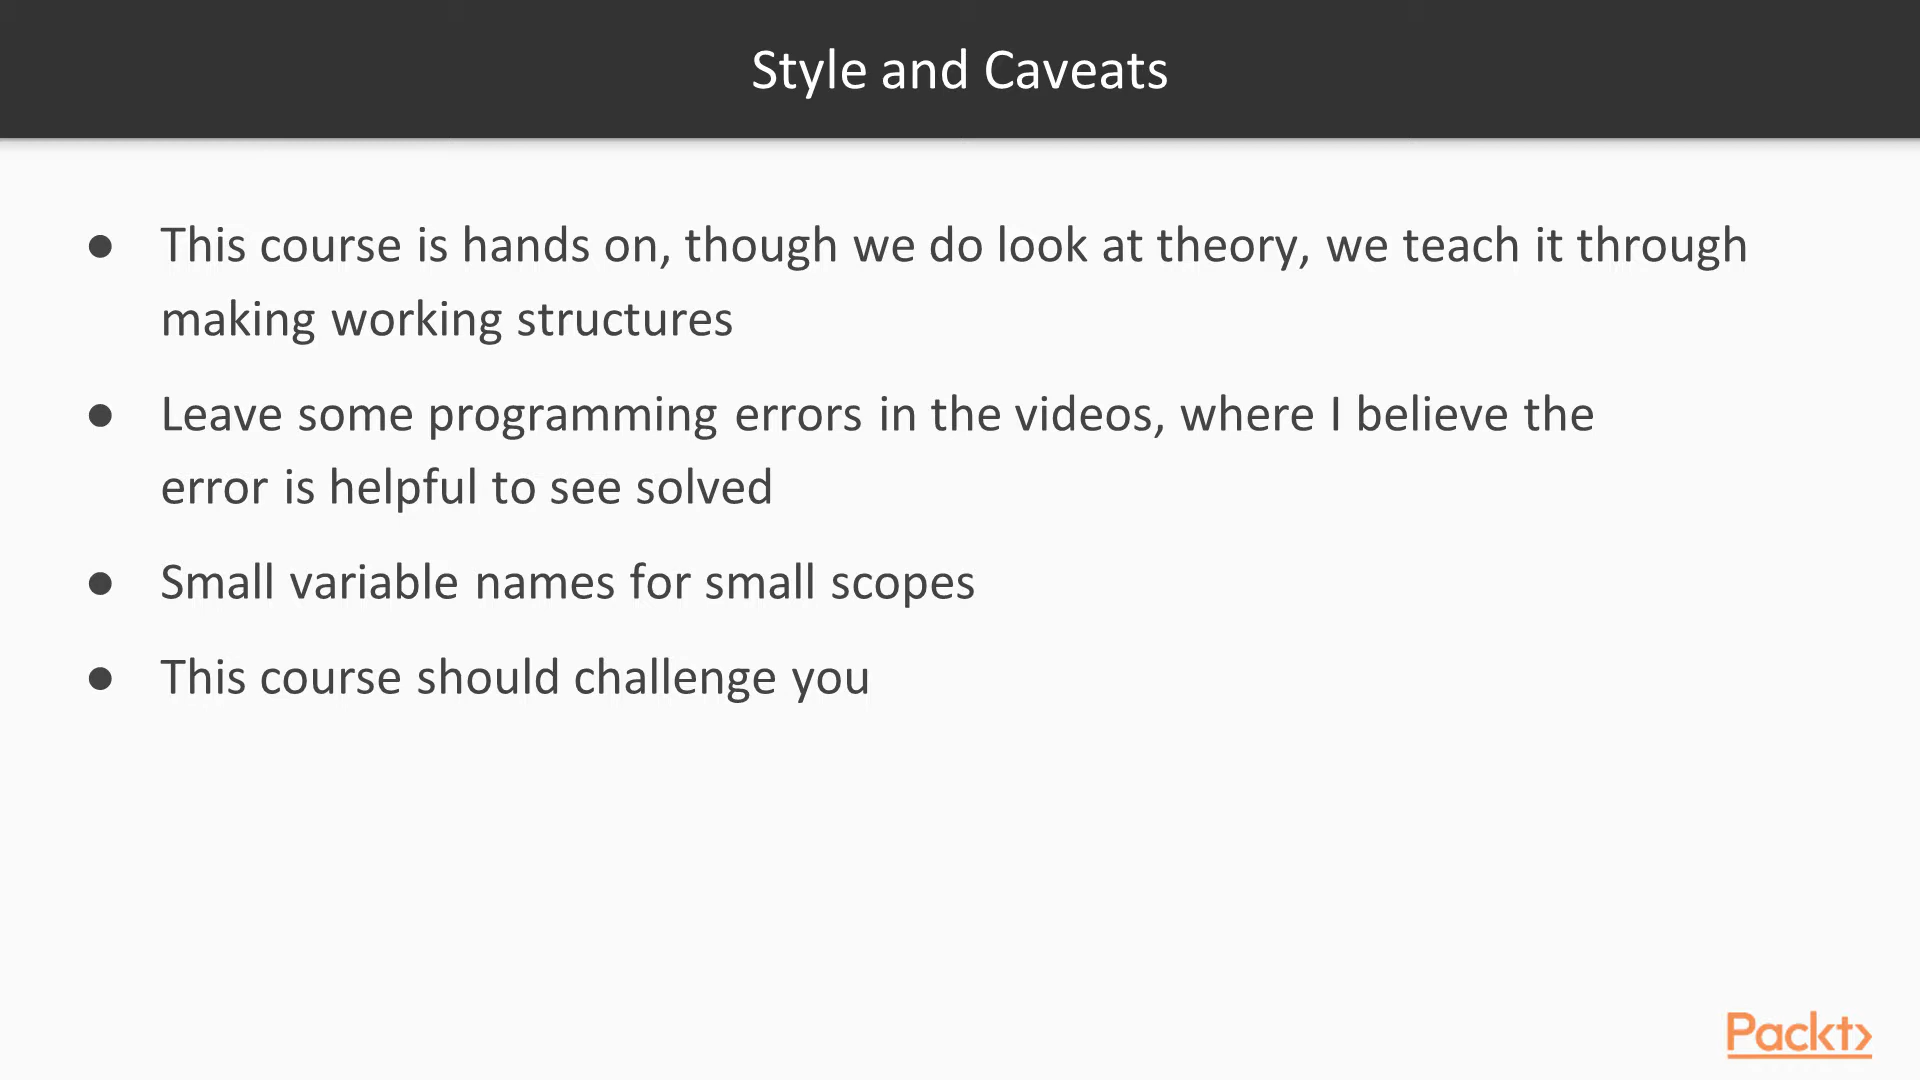 Style and Caveats
● This course is hands on, though we do look at theory, we teach it through
making working structures
● Leave some programming errors in the videos, where I believe the
error is helpful to see solved
● Small variable names for small scopes
● This course should challenge you
Packt>